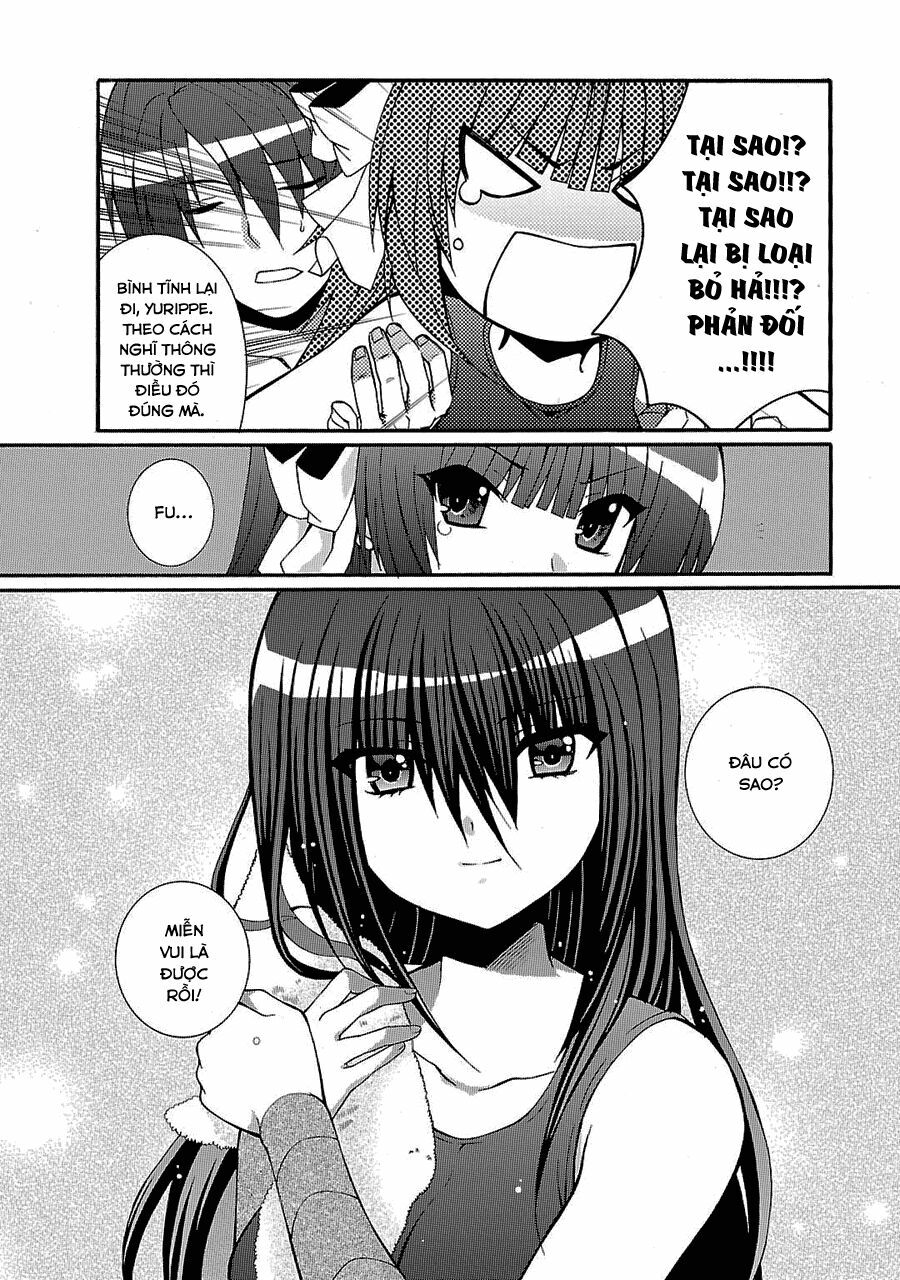 TẠI SAO!?
TẠI SAO!!?
TẠI SAO
LẠI BỊ LOẠI
BỎ HẢ!!!?
PHẢN ĐỐI
...!!!!
BÌNH TĨNH LẠI
ĐI, YURIPPE.
THEO CÁCH
NGHĨ THÔNG
THƯỜNG THÌ
ĐIỀU ĐÓ
ĐÚNG MÀ.
FU...
ĐÂU CÓ
SAO?
MIỄN
VUI LÀ
ĐƯỢC
RỒI!